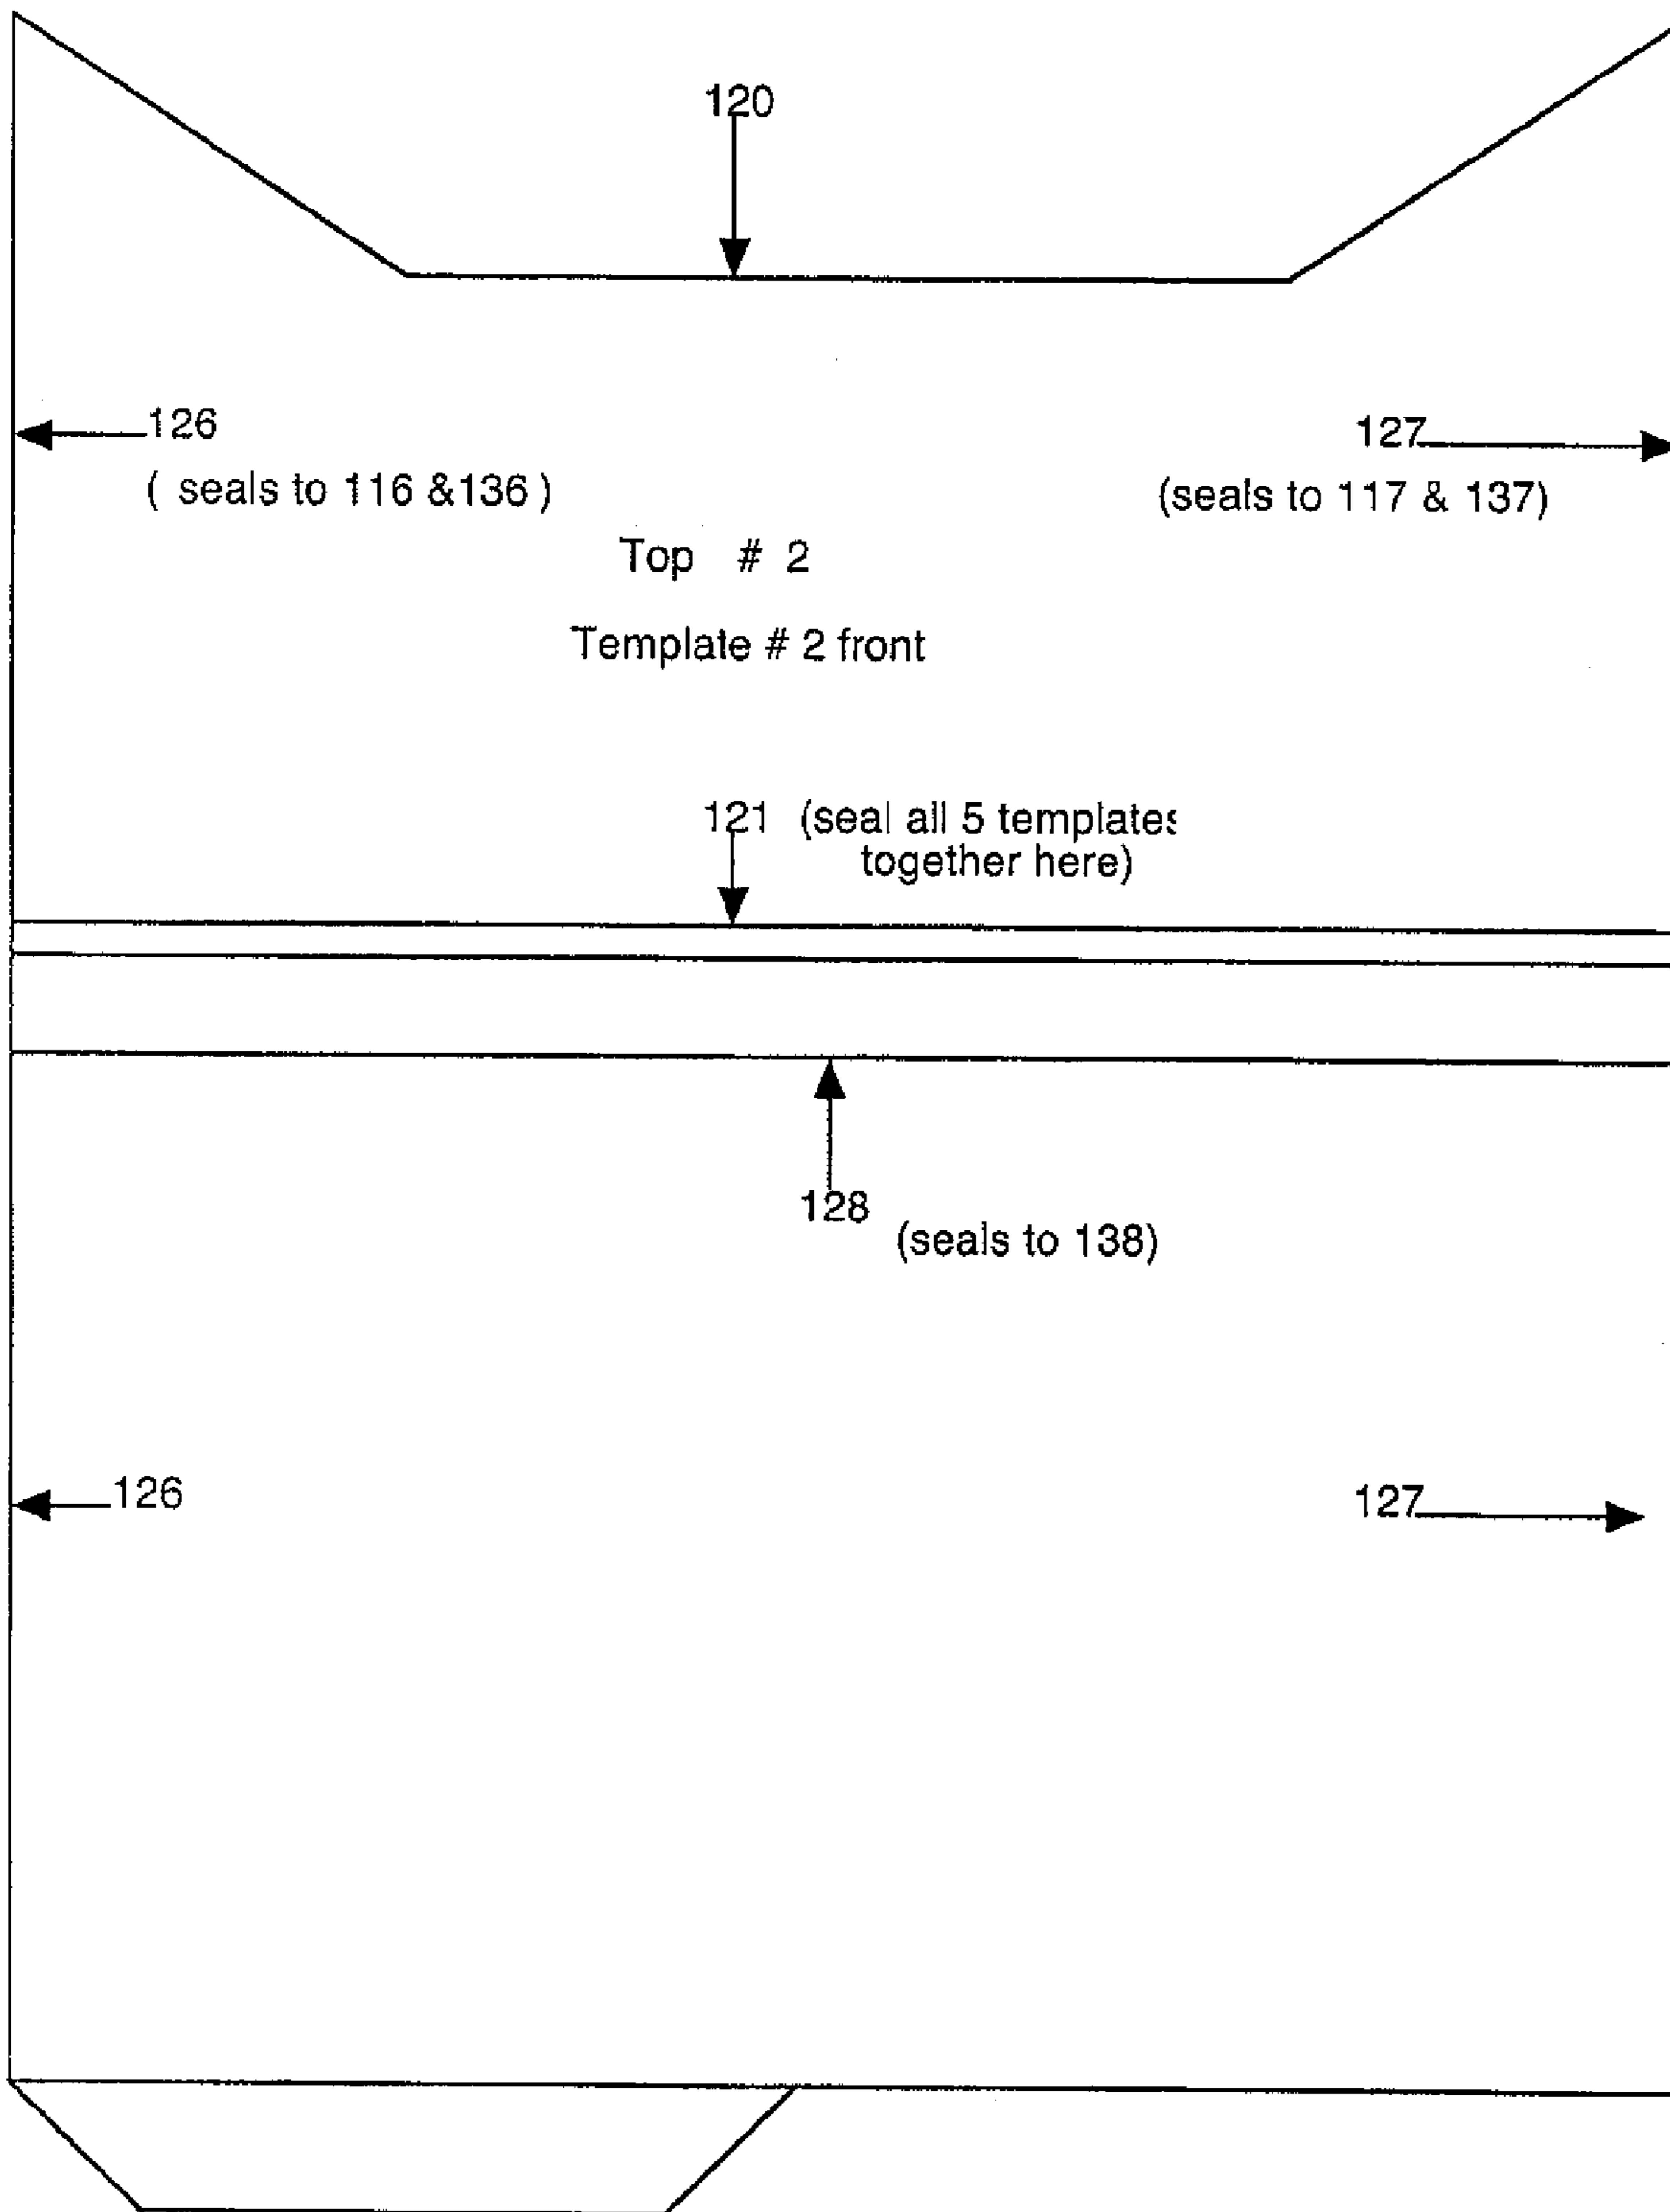 120
126
127
( seals to 116 &136 )
(seals to 117 & 137)
Top # 2
Template # 2 front
121 (seal all 5 templates
together here)
128
(seals to 138)
126
127